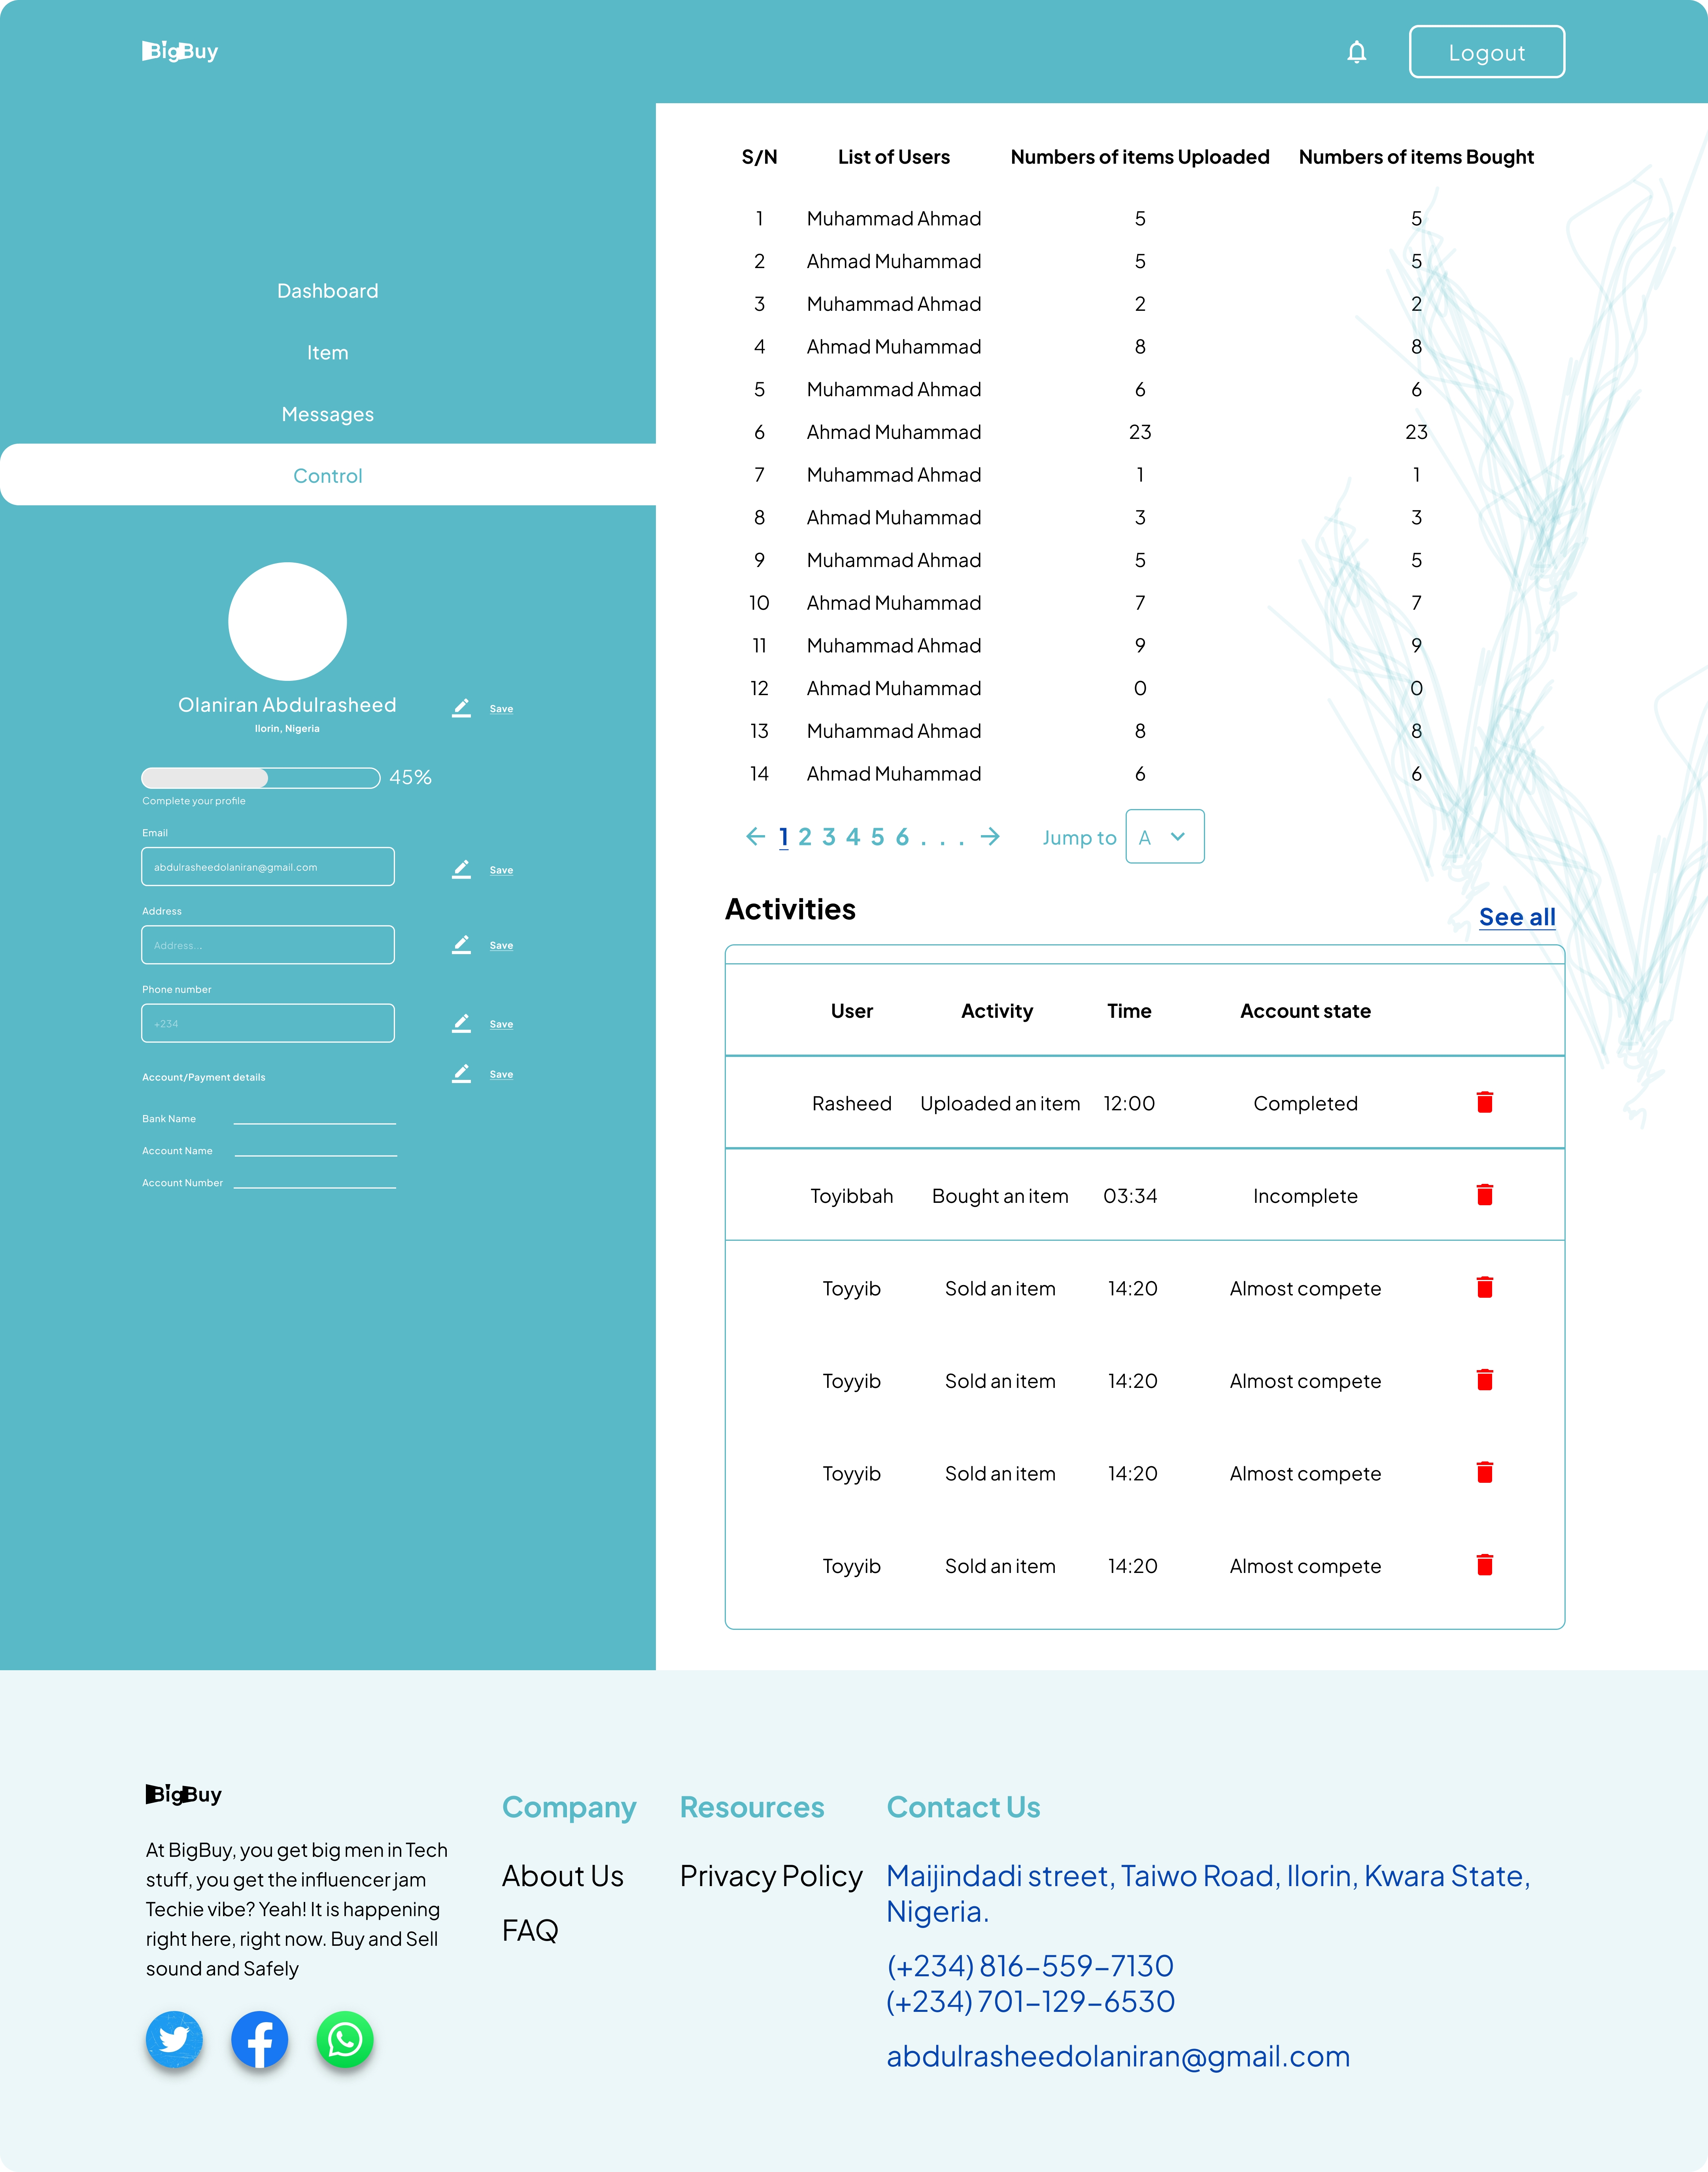 BigBuy
Logout
Dashboard
Item
Messages
Control
Olaniran Abdulrasheed
Save
Ilorin, Nigeria
45%
Complete your profile
Email
abdulrasheedolaniran@gmail.com
Save
Address
Address...
Save
Phone number
+234
Save
Account/Payment details
Save
Bank Name
Account Name
Account Number
S/N List of Users Numbers of items Uploaded Numbers of items Bought
1 Muhammad Ahmad 5 5
2 Ahmad Muhammad 5 5
3 Muhammad Ahmad 2 2
4 Ahmad Muhammad 8 8
5 Muhammad Ahmad 6 6
6 Ahmad Muhammad 23 23
7 Muhammad Ahmad 1 1
8 Ahmad Muhammad 3 3
9 Muhammad Ahmad 5 5
10 Ahmad Muhammad 7 7
11 Muhammad Ahmad 9 9
12 Ahmad Muhammad 0 0
13 Muhammad Ahmad 8 8
14 Ahmad Muhammad 6 6
1 2 3 4 5 6 . . . Jump to A
Activities
See all
User Activity Time Account state
Rasheed Uploaded an item 12:00 Completed
Toyibbah Bought an item 03:34 Incomplete
Toyyib Sold an item 14:20 Almost compete
Toyyib Sold an item 14:20 Almost compete
Toyyib Sold an item 14:20 Almost compete
Toyyib Sold an item 14:20 Almost compete
BigBuy
At BigBuy, you get big men in Tech
stuff, you get the influencer jam
Techie vibe? Yeah! It is happening
right here, right now. Buy and Sell
sound and Safely
Company
About Us
FAQ
Resources
Privacy Policy
Contact Us
Maijindadi street, Taiwo Road, Ilorin, Kwara State,
Nigeria.
(+234) 816-559-7130
(+234) 701-129-6530
abdulrasheedolaniran@gmail.com